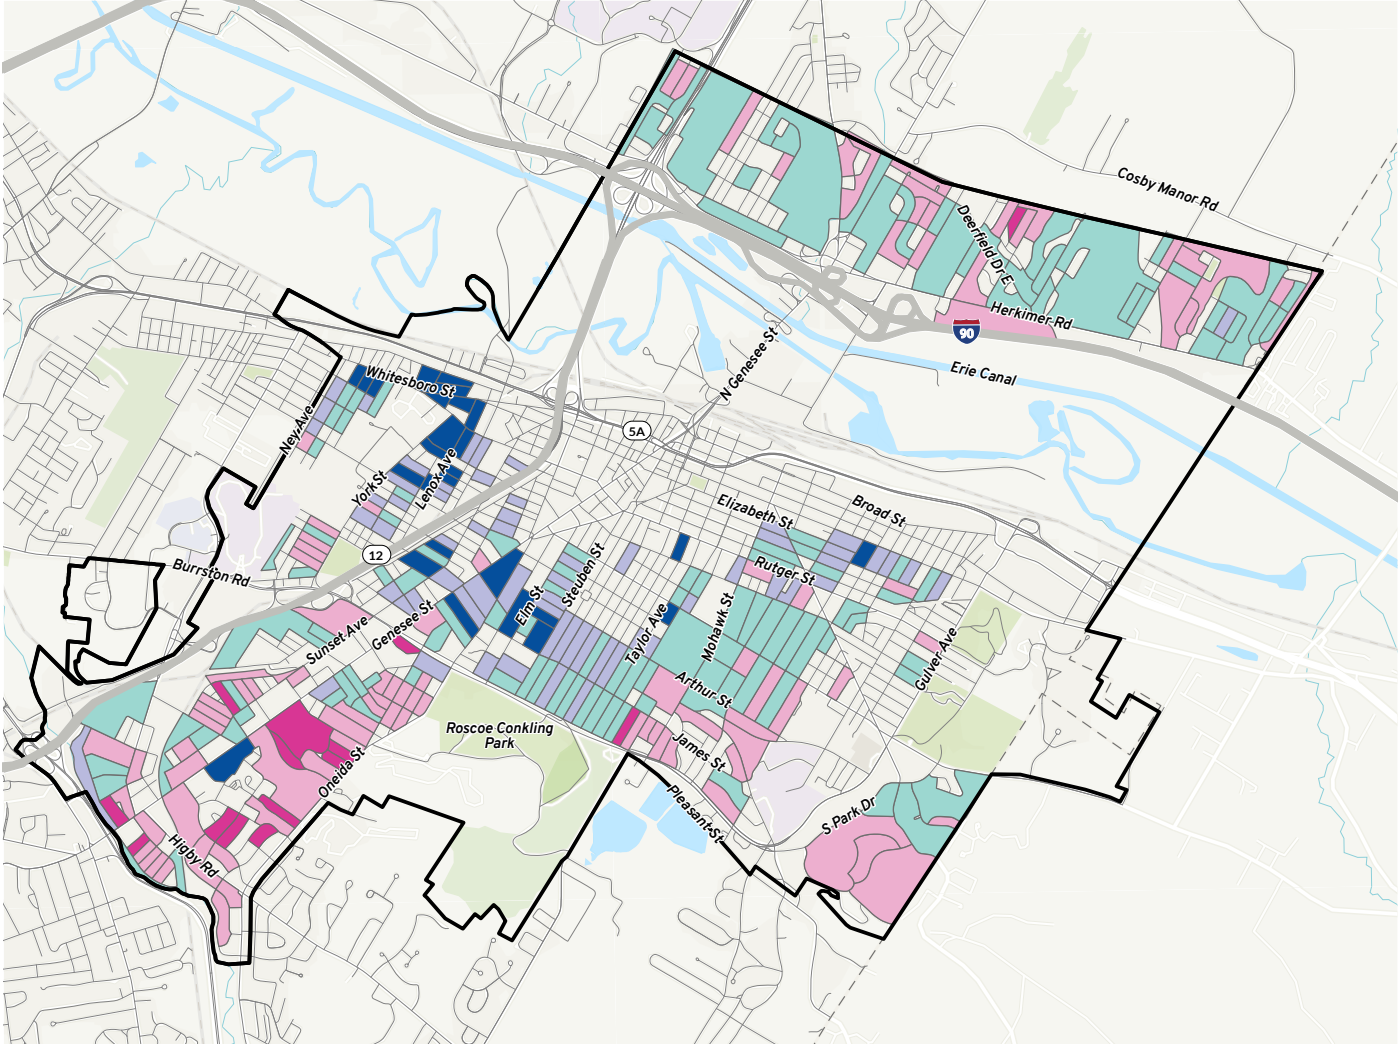 Cosby Manor Rd
Deerfield Dr E
Herkimer Rd
90
N Genesee St
Erie Canal
Whitesboro St
Ney Ave
5A
York St
Lenox Ave
Elizabeth St
Broad St
12
Burrston Rd
Rutger St
Steuben St
Elm St
Sunset Ave
Genesee St
Taylor Ave
Mohawk St
Culver Ave
Arthur St
Roscoe Conkling
Park
James St
Oneida St
Pleasant St
S Park Dr
Higby Rd